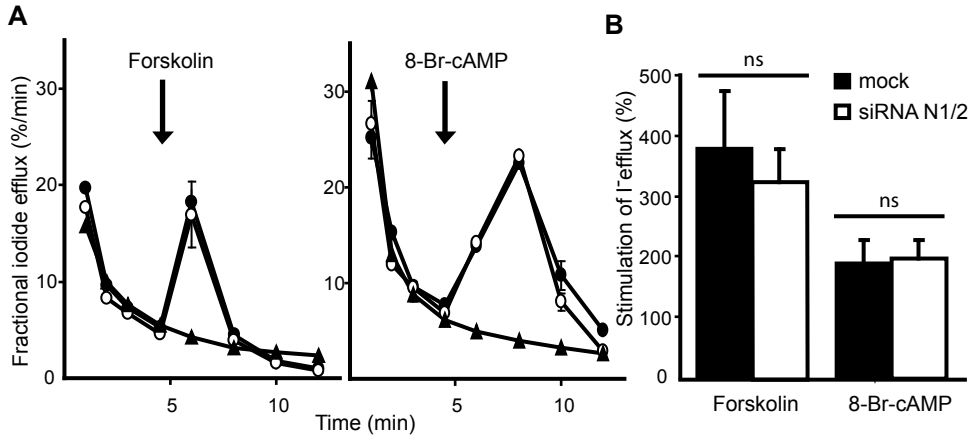 A
Forskolin
8-Br-cAMP
Fractional iodide efflux (%/min)
30
20
10
0
30
20
10
5
10
5
10
Time (min)
B
ns
ns
mock
siRNA N1/2
Stimulation of I⁻efflux (%)
500
400
300
200
100
0
Forskolin
8-Br-cAMP